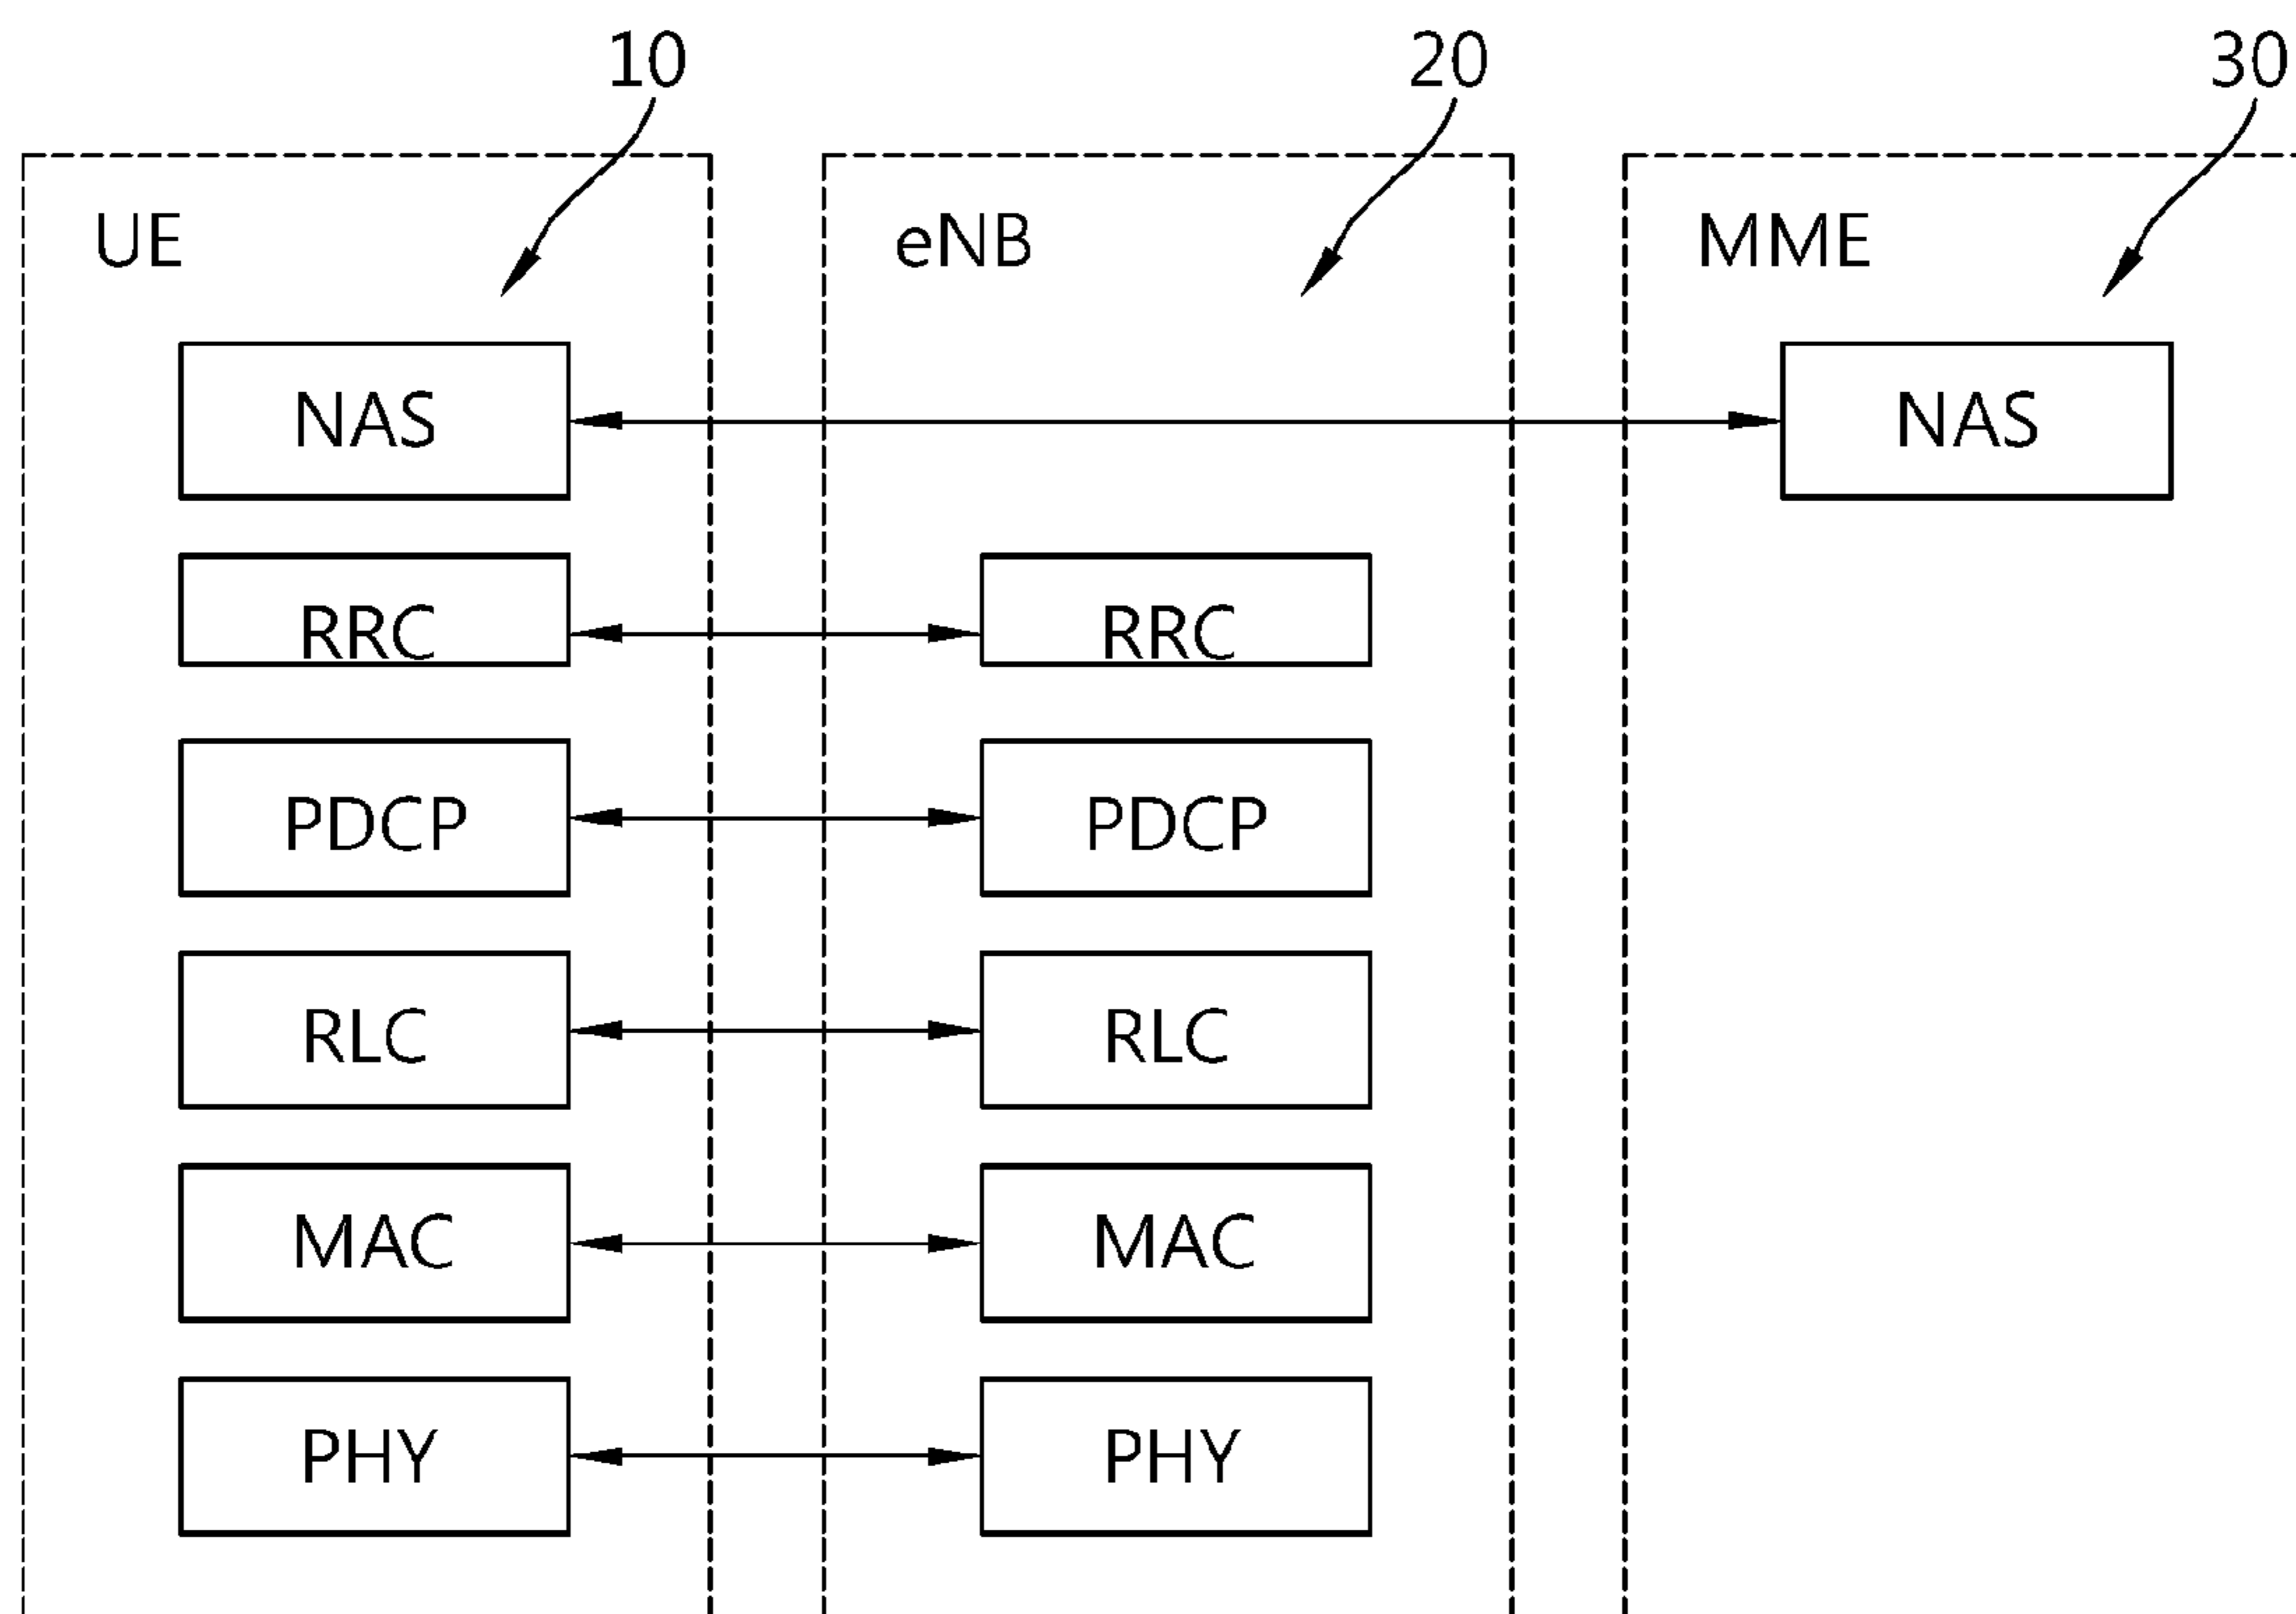 10 20 30
UE eNB MME
NAS NAS
RRC RRC
PDCP PDCP
RLC RLC
MAC MAC
PHY PHY